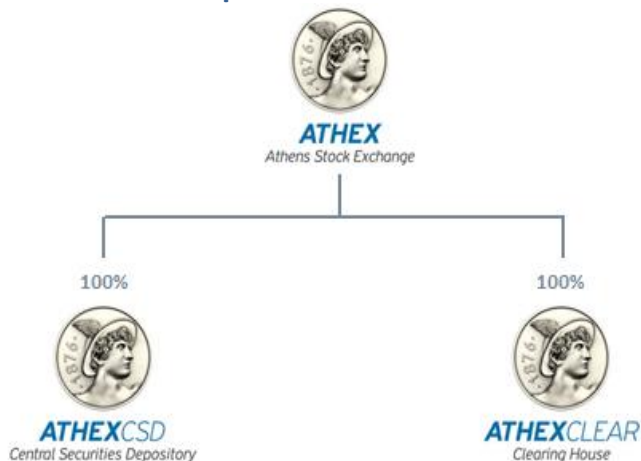 ·1876·
ATHEX
Athens Stock Exchange
100%
100%
·1876·
·1876·
ATHEXCSD
Central Securities Depository
ATHEXCLEAR
Clearing House